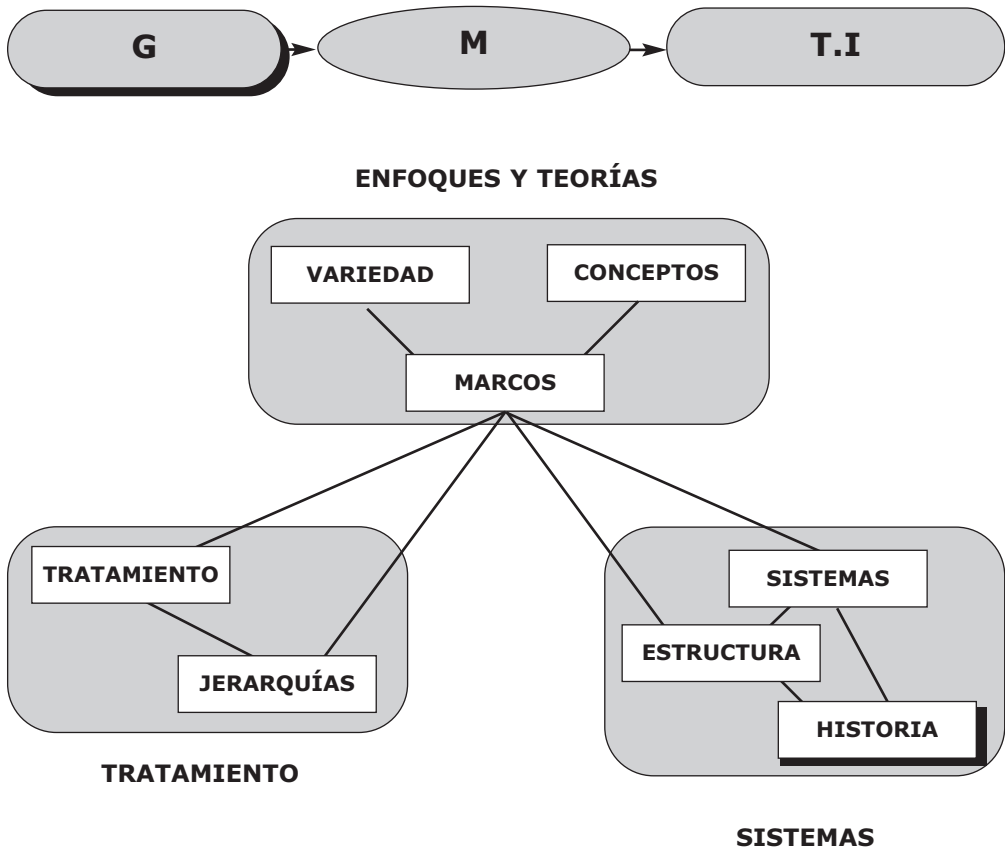 G
M
T.I
ENFOQUES Y TEORÍAS
VARIEDAD
CONCEPTOS
MARCOS
TRATAMIENTO
JERARQUÍAS
TRATAMIENTO
SISTEMAS
ESTRUCTURA
HISTORIA
SISTEMAS